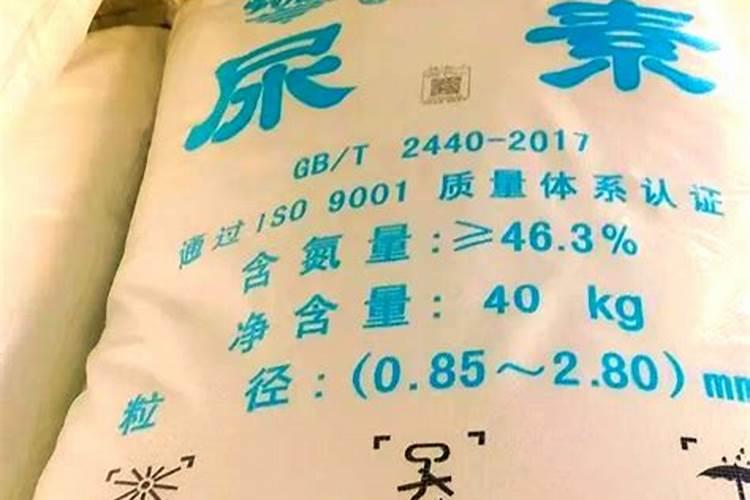 尿素
GB/T 2440-2017
通过ISO 9001 质量体系认证
含氮量:≥46.3%
净含量: 40 kg
粒 径:(0.85~2.80)mm